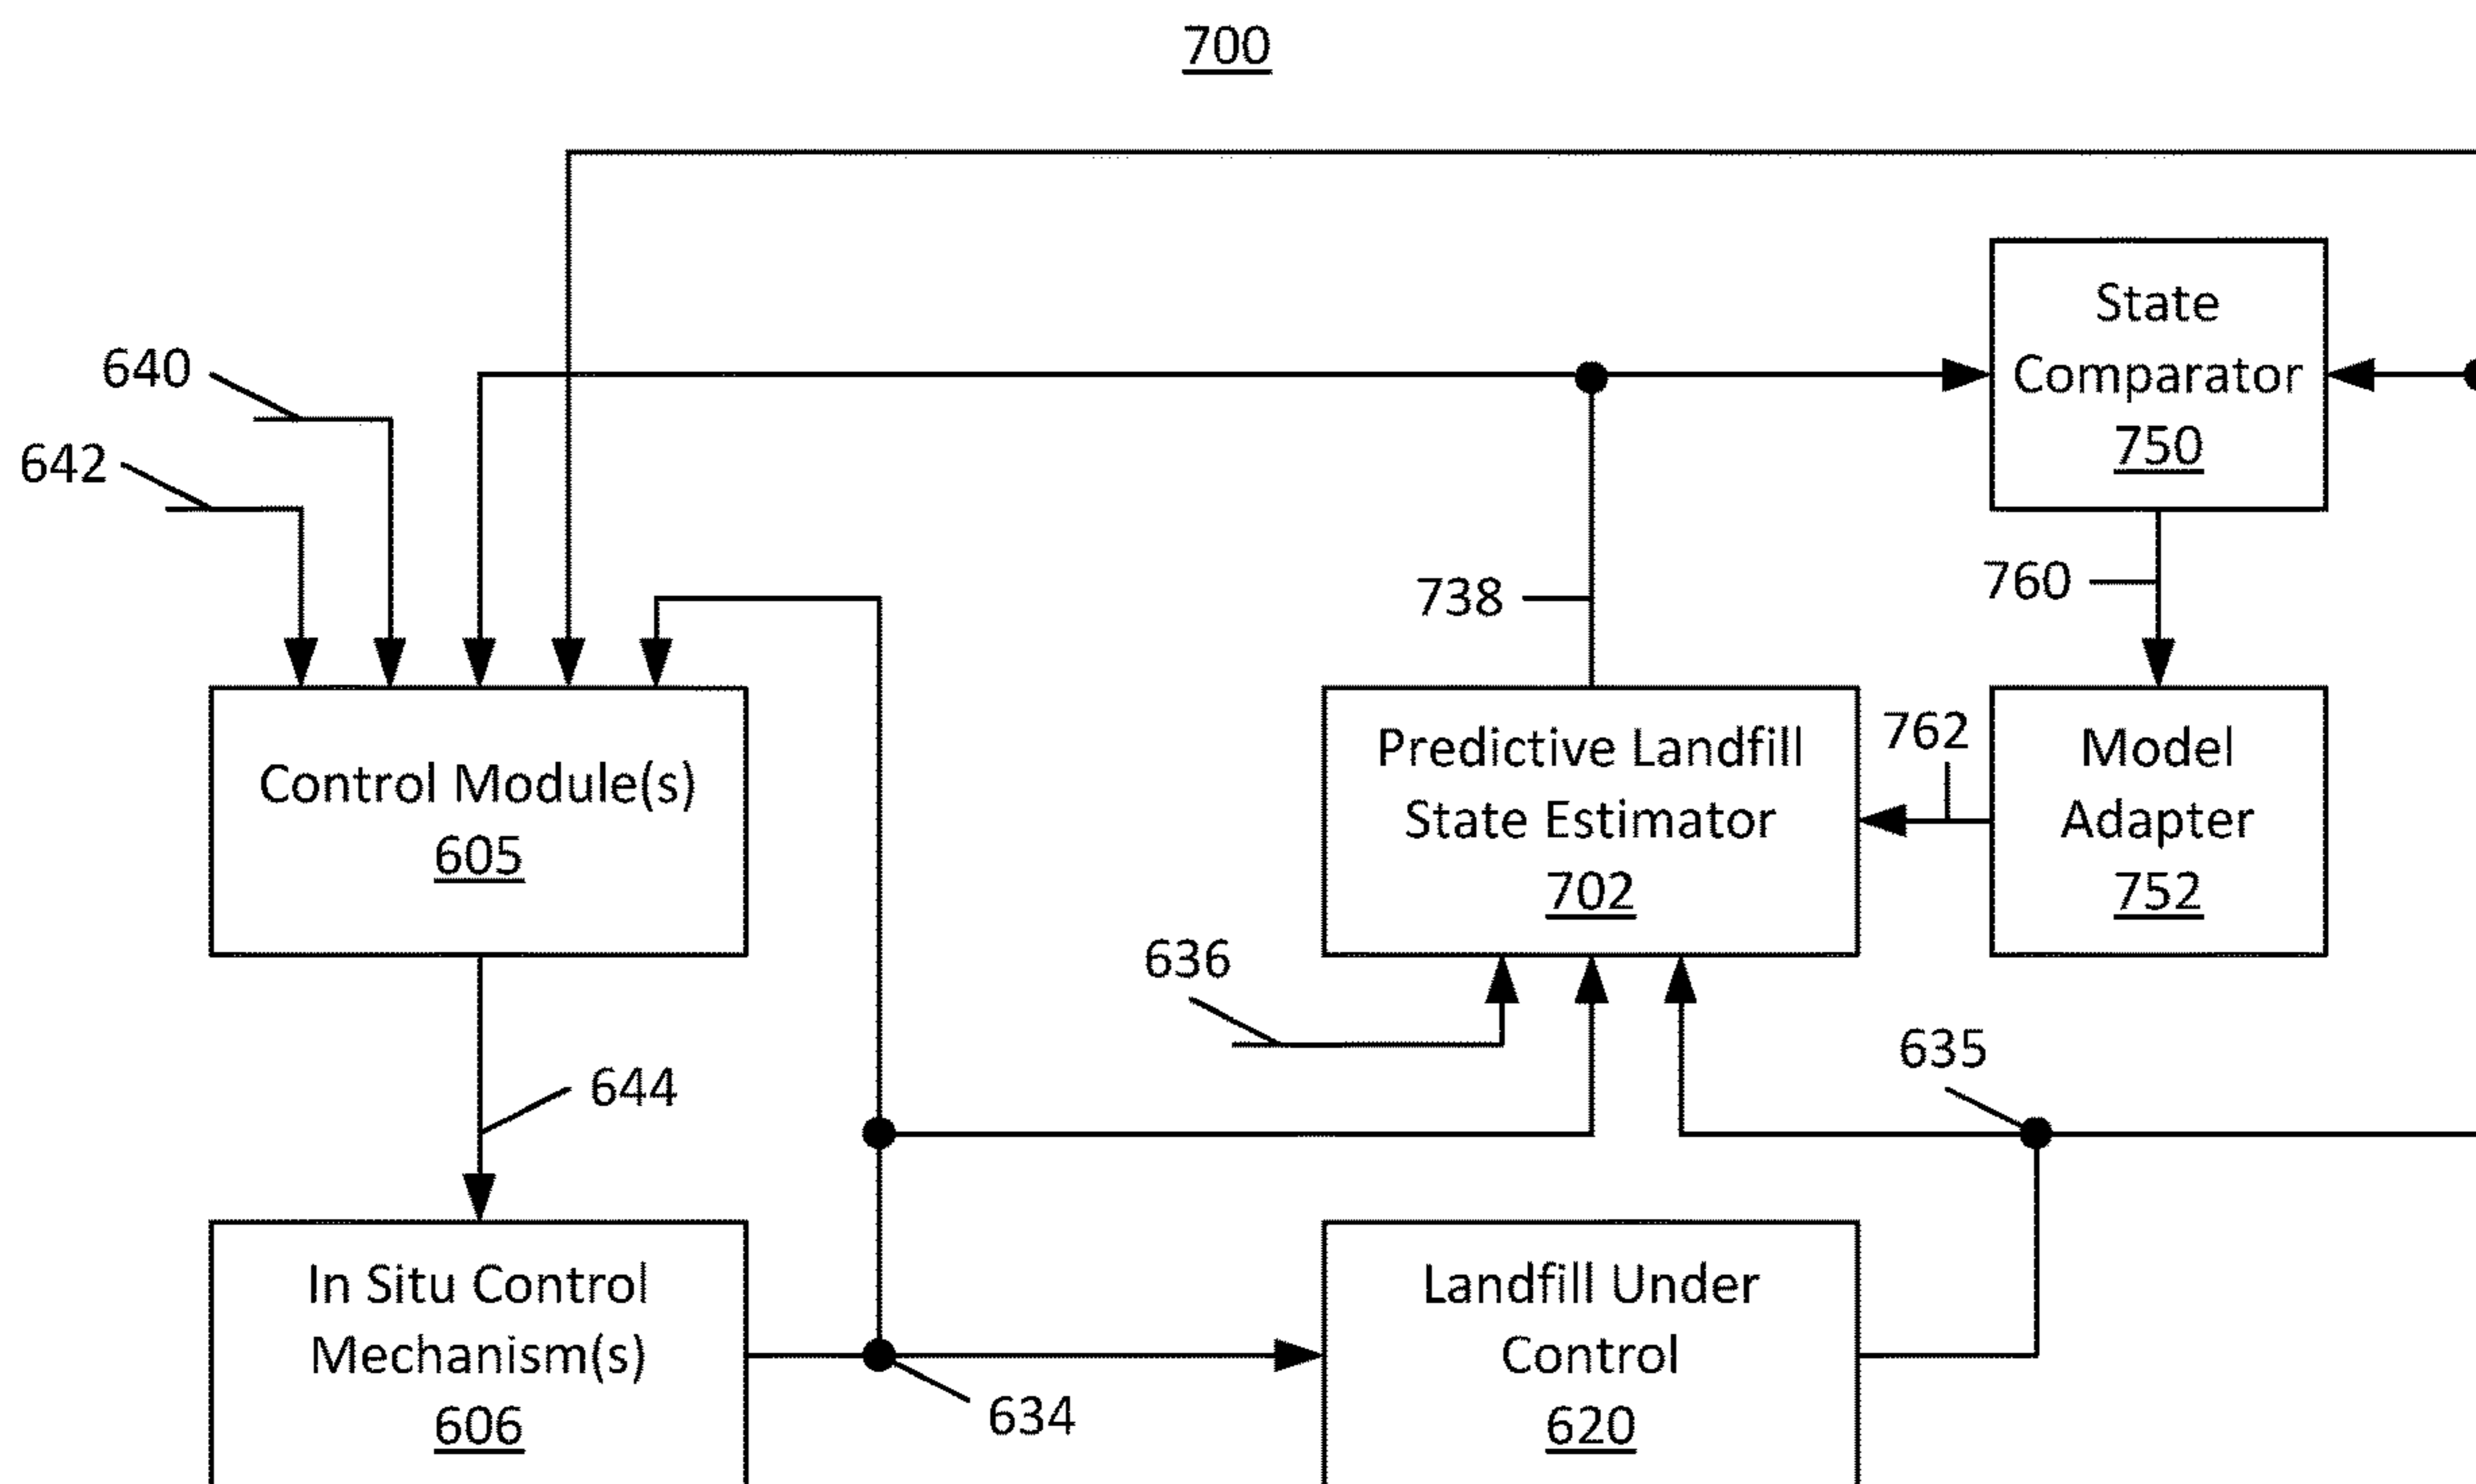 700
640
642
State
Comparator
750
738
760
Control Module(s)
605
Predictive Landfill
State Estimator
702
762
Model
Adapter
752
636
644
635
In Situ Control
Mechanism(s)
606
634
Landfill Under
Control
620